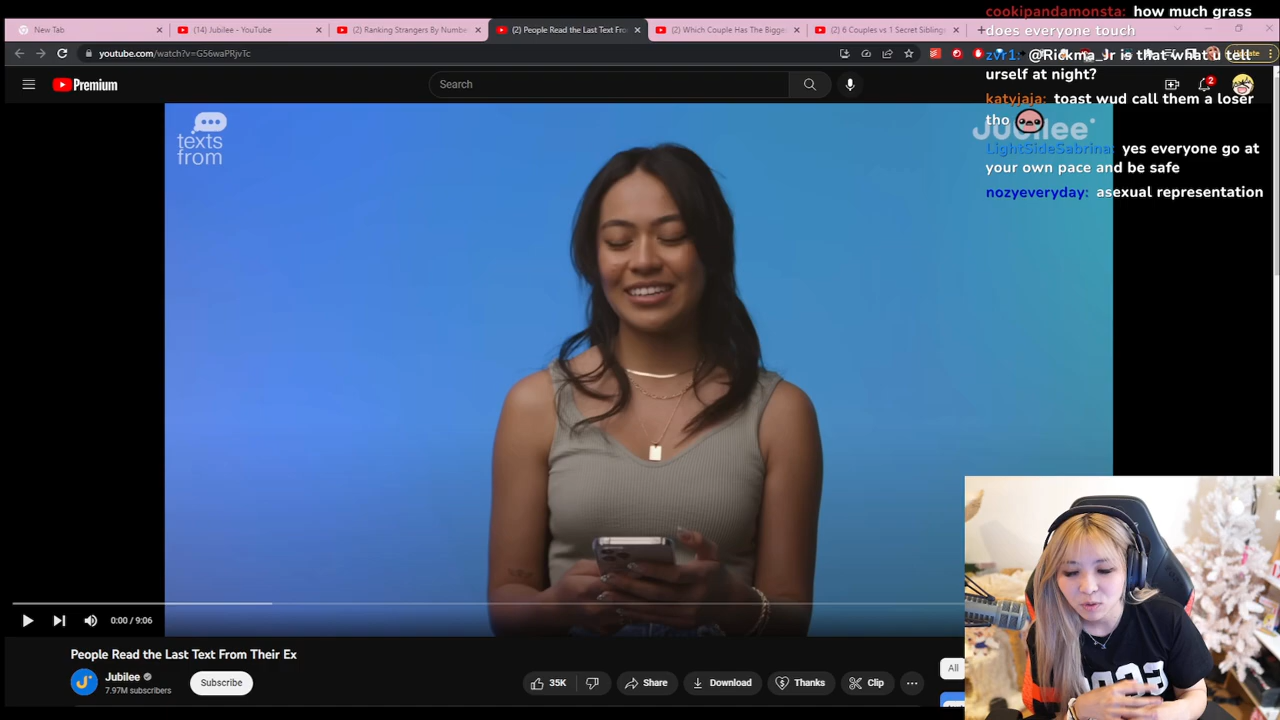 New Tab
(14) Jubilee - YouTube
(2) Ranking Strangers By Numbe
(2) People Read the Last Text Fro
(2) Which Couple Has The Bigge
(2) 6 Couples vs 1 Secret Sibling
youtube.com/watch?v=G56waPRjvTc
Premium
Search
2
cookipandamonsta: how much grass
does everyone touch
zvr1: @Rickma_Jr is that what u tell
urself at night?
katyjaja: toast wud call them a loser
tho
LightSideSabrina: yes everyone go at
your own pace and be safe
nozyeveryday: asexual representation
texts
from
Jubilee
0:00 / 9:06
People Read the Last Text From Their Ex
Jubilee
7.97M subscribers
Subscribe
35K
Share
Download
Thanks
Clip
All